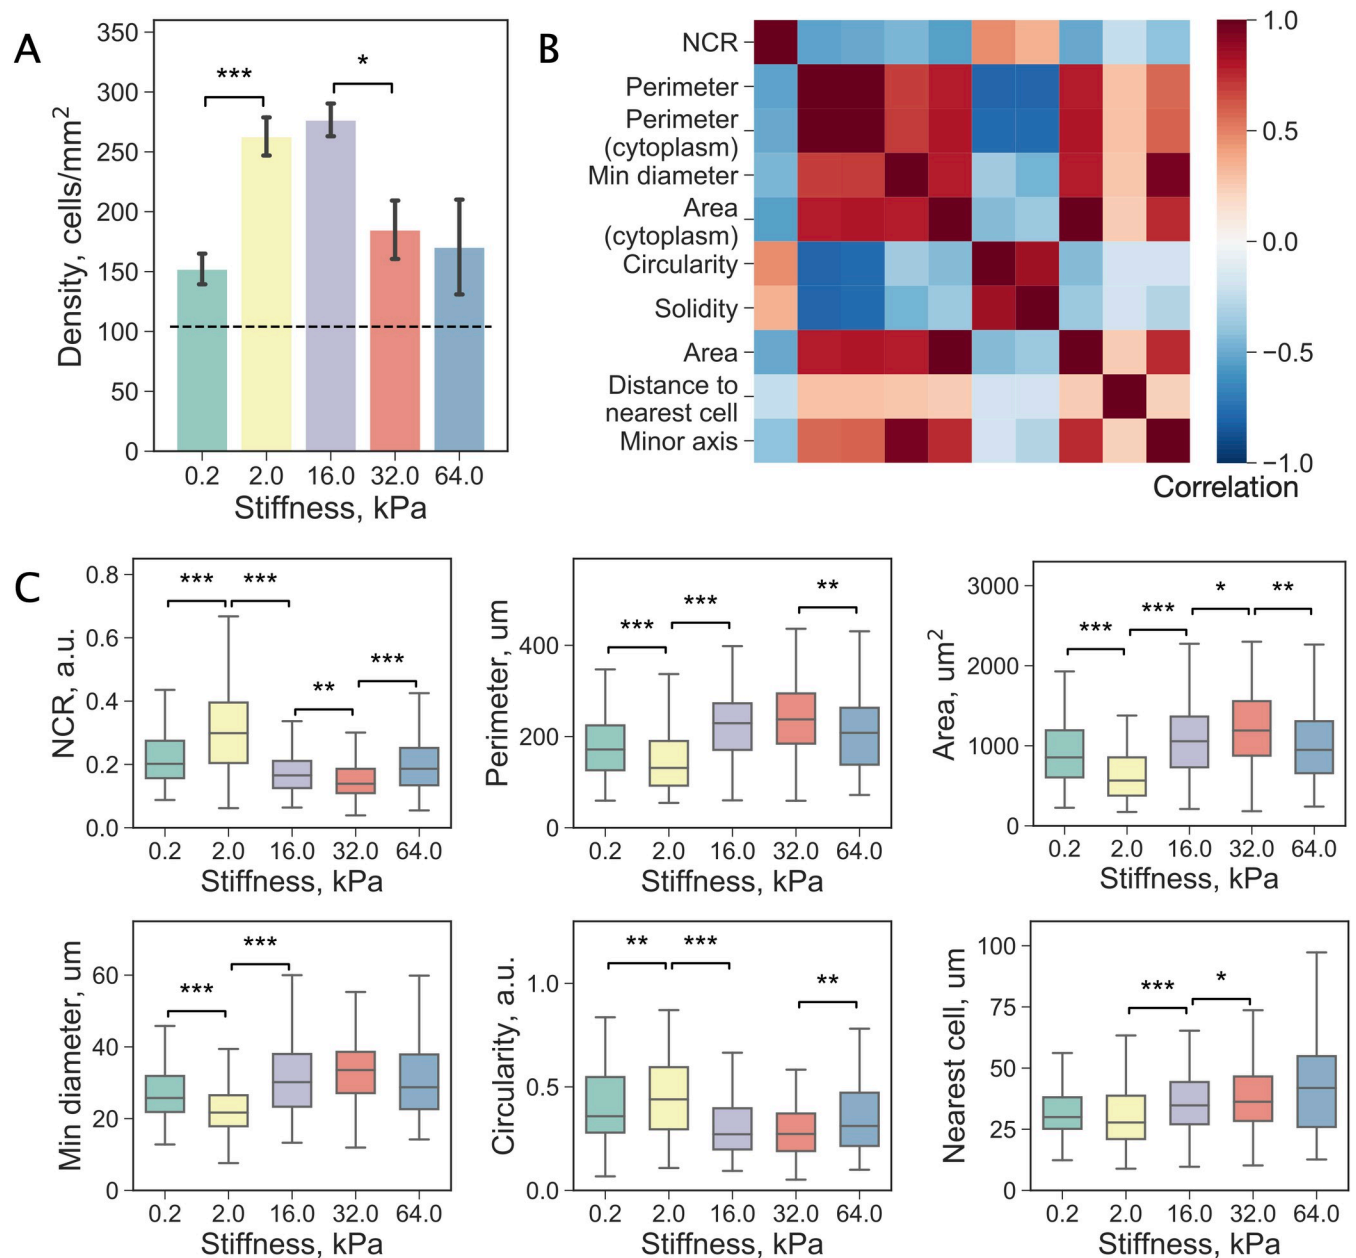 A
Density, cells/mm²
350
300
250
200
150
100
50
0
***
*
0.2 2.0 16.0 32.0 64.0
Stiffness, kPa
B
NCR
Perimeter
Perimeter
(cytoplasm)
Min diameter
Area
(cytoplasm)
Circularity
Solidity
Area
Distance to
nearest cell
Minor axis
1.0
0.5
0.0
−0.5
−1.0
Correlation
C
NCR, a.u.
0.8
0.6
0.4
0.2
0.0
*** *** ** ***
0.2 2.0 16.0 32.0 64.0
Stiffness, kPa
Perimeter, um
400
200
0
*** *** **
0.2 2.0 16.0 32.0 64.0
Stiffness, kPa
Area, um²
3000
2000
1000
0
*** *** * **
0.2 2.0 16.0 32.0 64.0
Stiffness, kPa
Min diameter, um
60
40
20
0
*** ***
0.2 2.0 16.0 32.0 64.0
Stiffness, kPa
Circularity, a.u.
1.0
0.5
0.0
** *** **
0.2 2.0 16.0 32.0 64.0
Stiffness, kPa
Nearest cell, um
100
75
50
25
0
*** *
0.2 2.0 16.0 32.0 64.0
Stiffness, kPa